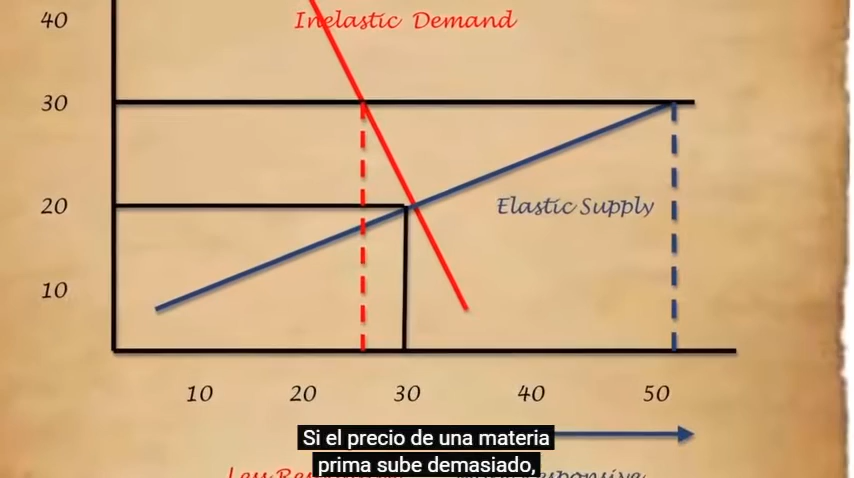 40
Inelastic Demand
30
20
Elastic Supply
10
10 20 30 40 50
Si el precio de una materia
prima sube demasiado,